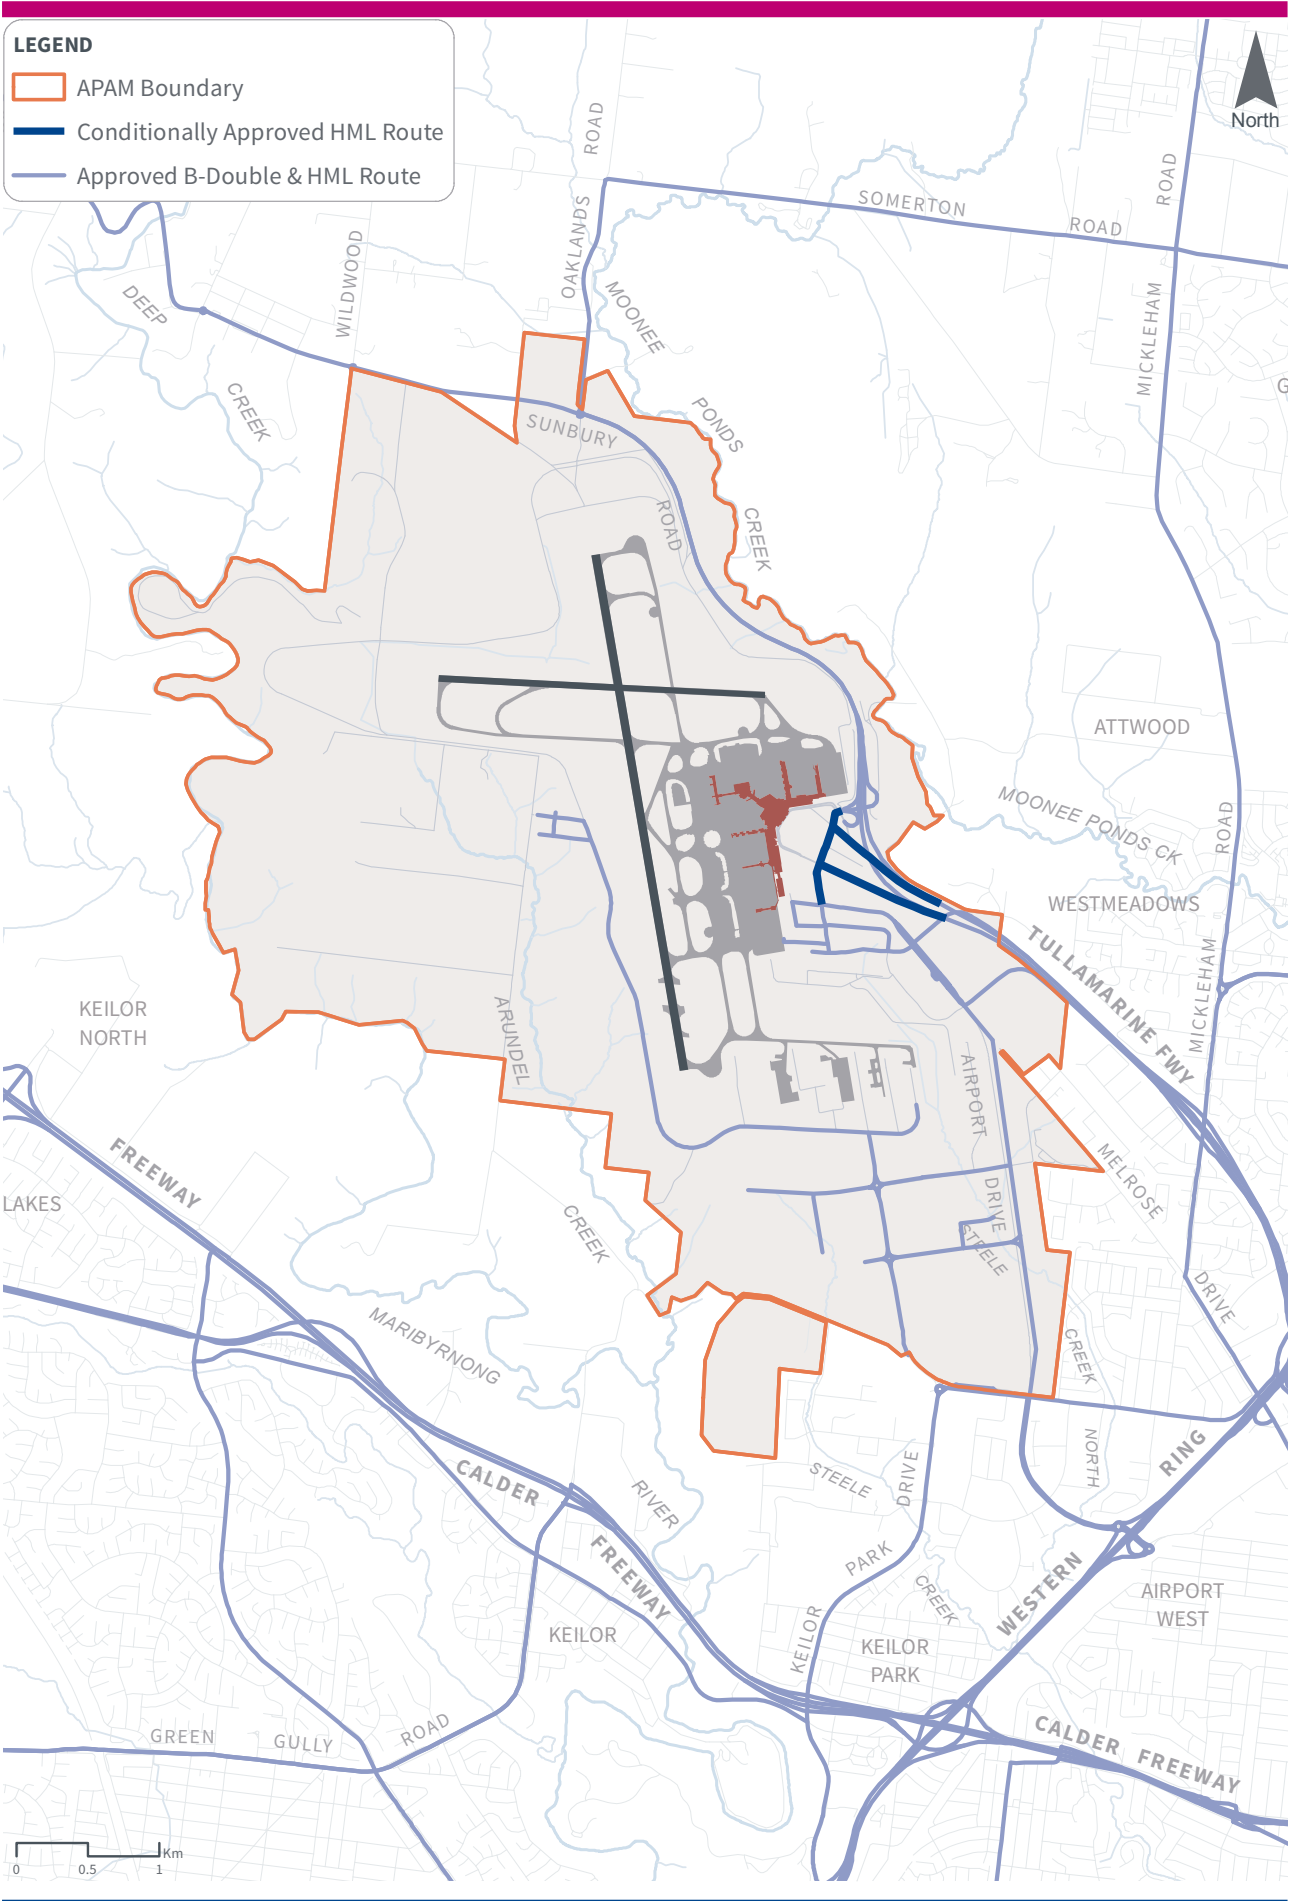 LEGEND
APAM Boundary
Conditionally Approved HML Route
Approved B-Double & HML Route
North
ROAD
ROAD
SOMERTON
ROAD
OAKLANDS
WILDWOOD
DEEP
CREEK
MOONEE
PONDS
CREEK
MICKLEHAM
G
SUNBURY
ROAD
ATTWOOD
MOONEE PONDS CK
ROAD
WESTMEADOWS
TULLAMARINE FWY
MICKLEHAM
KEILOR
NORTH
ARUNDEL
CREEK
AIRPORT
DRIVE
MELROSE
DRIVE
STEELE
CREEK
NORTH
FREEWAY
LAKES
MARIBYRNONG
RIVER
CALDER
FREEWAY
STEELE
CREEK
DRIVE
PARK
KEILOR
RING
WESTERN
AIRPORT
WEST
KEILOR
KEILOR
PARK
GREEN
GULLY
ROAD
CALDER FREEWAY
Km
0
0.5
1